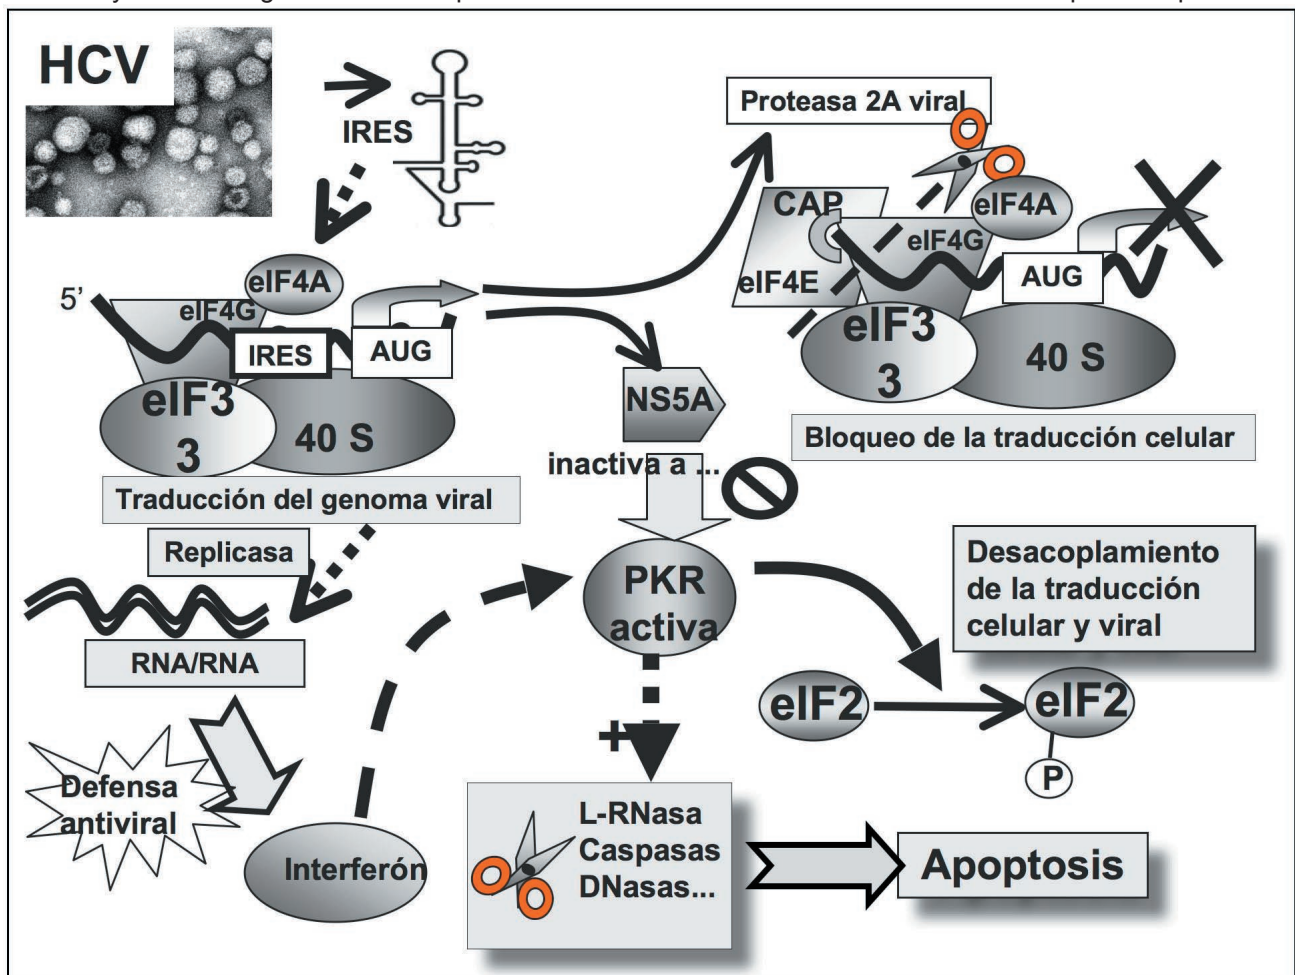 HCV
IRES
Proteasa 2A viral
CAP
eIF4A
eIF4G
eIF4E
AUG
eIF3
3
40 S
Bloqueo de la traducción celular
5'
eIF4A
eIF4G
IRES
AUG
eIF3
3
40 S
Traducción del genoma viral
NS5A
inactiva a ...
Replicasa
RNA/RNA
PKR
activa
Desacoplamiento
de la traducción
celular y viral
eIF2
eIF2
P
+
Defensa
antiviral
Interferón
L-RNasa
Caspasas
DNasas...
Apoptosis